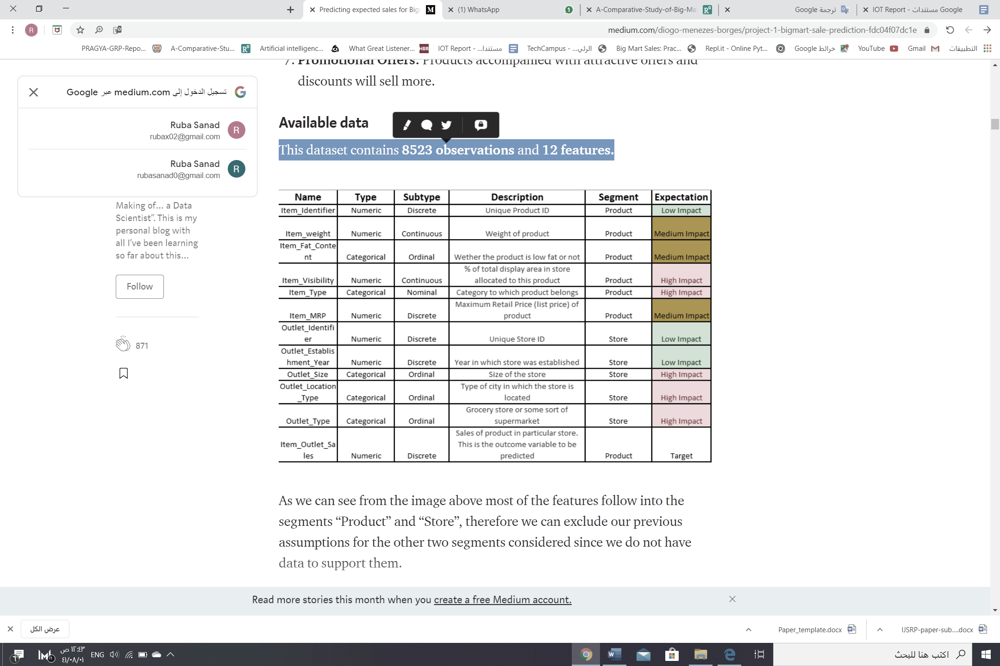 Predicting expected sales for Big
(1) WhatsApp
1
A-Comparative-Study-of-Big-Ma
ترجمة Google
IOT Report - مستندات Google
medium.com/diogo-menezes-borges/project-1-bigmart-sale-prediction-fdc04f07dc1e
R
PRAGYA-GRP-Repo...
A-Comparative-Stu...
Artificial intelligenc...
What Great Listener...
HBR
IOT Report - ...مستندا
TechCampus - ...الرئي
Big Mart Sales: Prac...
Repl.it - Online Pyt...
خرائط Google
YouTube
Gmail
التطبيقات
7. Promotional Offers: Products accompanied with attractive offers and
discounts will sell more.
تسجيل الدخول إلى medium.com عبر Google
Ruba Sanad
rubax02@gmail.com
R
Ruba Sanad
rubasanad0@gmail.com
R
Making of... a Data
Scientist”. This is my
personal blog with
all I’ve been learning
so far about this...
Follow
871
Available data
This dataset contains 8523 observations and 12 features.
Name Type Subtype Description Segment Expectation
Item_Identifier Numeric Discrete Unique Product ID Product Low Impact
Item_weight Numeric Continuous Weight of product Product Medium Impact
Item_Fat_Conte
nt Categorical Ordinal Wether the product is low fat or not Product Medium Impact
% of total display area in store
Item_Visibility Numeric Continuous allocated to this product Product High Impact
Item_Type Categorical Nominal Category to which product belongs Product High Impact
Maximum Retail Price (list price) of
Item_MRP Numeric Discrete product Product Medium Impact
Outlet_Identifi
er Numeric Discrete Unique Store ID Store Low Impact
Outlet_Establis
hment_Year Numeric Discrete Year in which store was established Store Low Impact
Outlet_Size Categorical Ordinal Size of the store Store High Impact
Outlet_Location Type of city in which the store is
_Type Categorical Ordinal located Store High Impact
Grocery store or some sort of
Outlet_Type Categorical Ordinal supermarket Store High Impact
Sales of product in particular store.
Item_Outlet_Sa This is the outcome variable to be
les Numeric Discrete predicted Product Target
As we can see from the image above most of the features follow into the
segments “Product” and “Store”, therefore we can exclude our previous
assumptions for the other two segments considered since we do not have
data to support them.
Read more stories this month when you create a free Medium account.
عرض الكل
Paper_template.docx
IJSRP-paper-sub....docx
١٢:٤٣ ص
٤١/٠٨/٠١
ENG
اكتب هنا للبحث